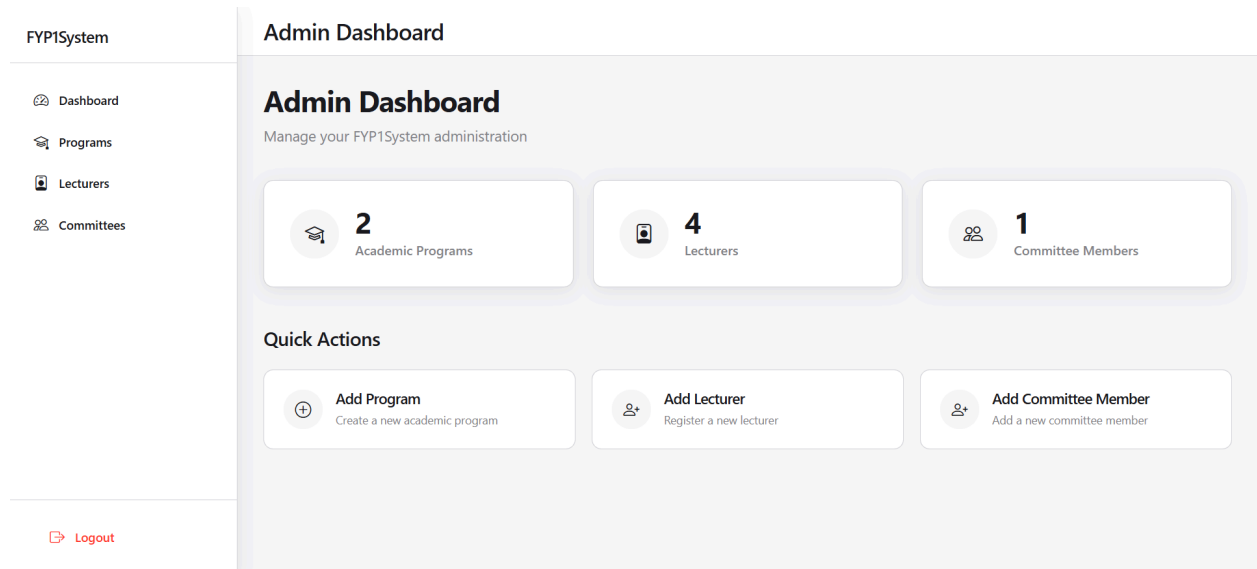 FYP1System
Dashboard
Programs
Lecturers
Committees
Logout
Admin Dashboard
Admin Dashboard
Manage your FYP1System administration
2
Academic Programs
4
Lecturers
1
Committee Members
Quick Actions
Add Program
Create a new academic program
Add Lecturer
Register a new lecturer
Add Committee Member
Add a new committee member